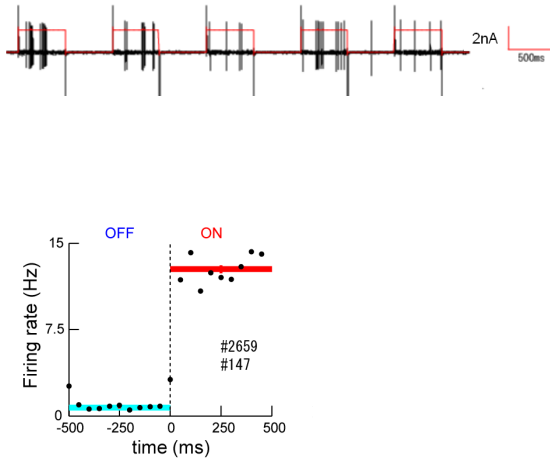 2nA
500ms
OFF ON
15
7.5
0
Firing rate (Hz)
#2659
#147
-500 -250 0 250 500
time (ms)